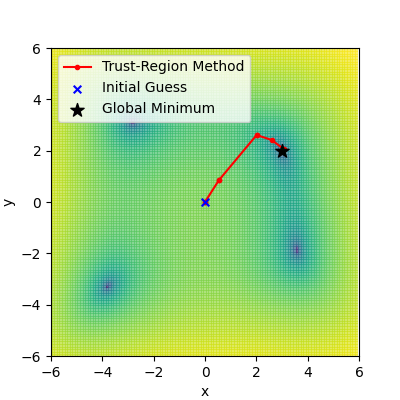 Trust-Region Method
Initial Guess
Global Minimum
6
4
2
0
−2
−4
−6
y
−6 −4 −2 0 2 4 6
x